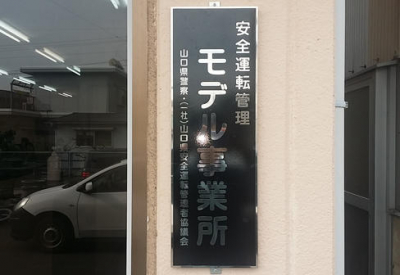 安全運転管理
モデル事業所
山口県警察・(一社)山口県安全運転管理者協議会